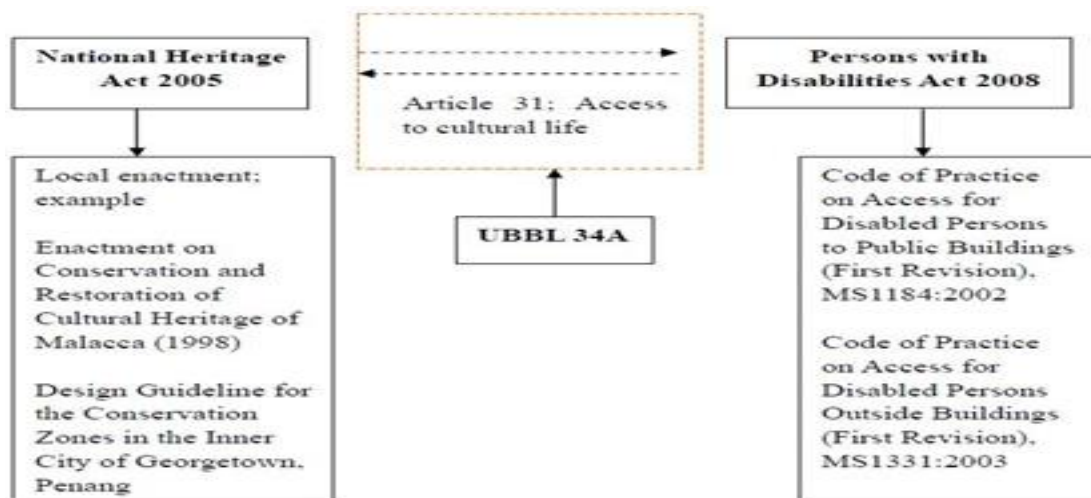 National Heritage
Act 2005
Local enactment;
example
Enactment on
Conservation and
Restoration of
Cultural Heritage of
Malacca (1998)
Design Guideline for
the Conservation
Zones in the Inner
City of Georgetown,
Penang
Article 31; Access
to cultural life
UBBL 34A
Persons with
Disabilities Act 2008
Code of Practice
on Access for
Disabled Persons
to Public Buildings
(First Revision),
MS1184:2002
Code of Practice
on Access for
Disabled Persons
Outside Buildings
(First Revision),
MS1331:2003